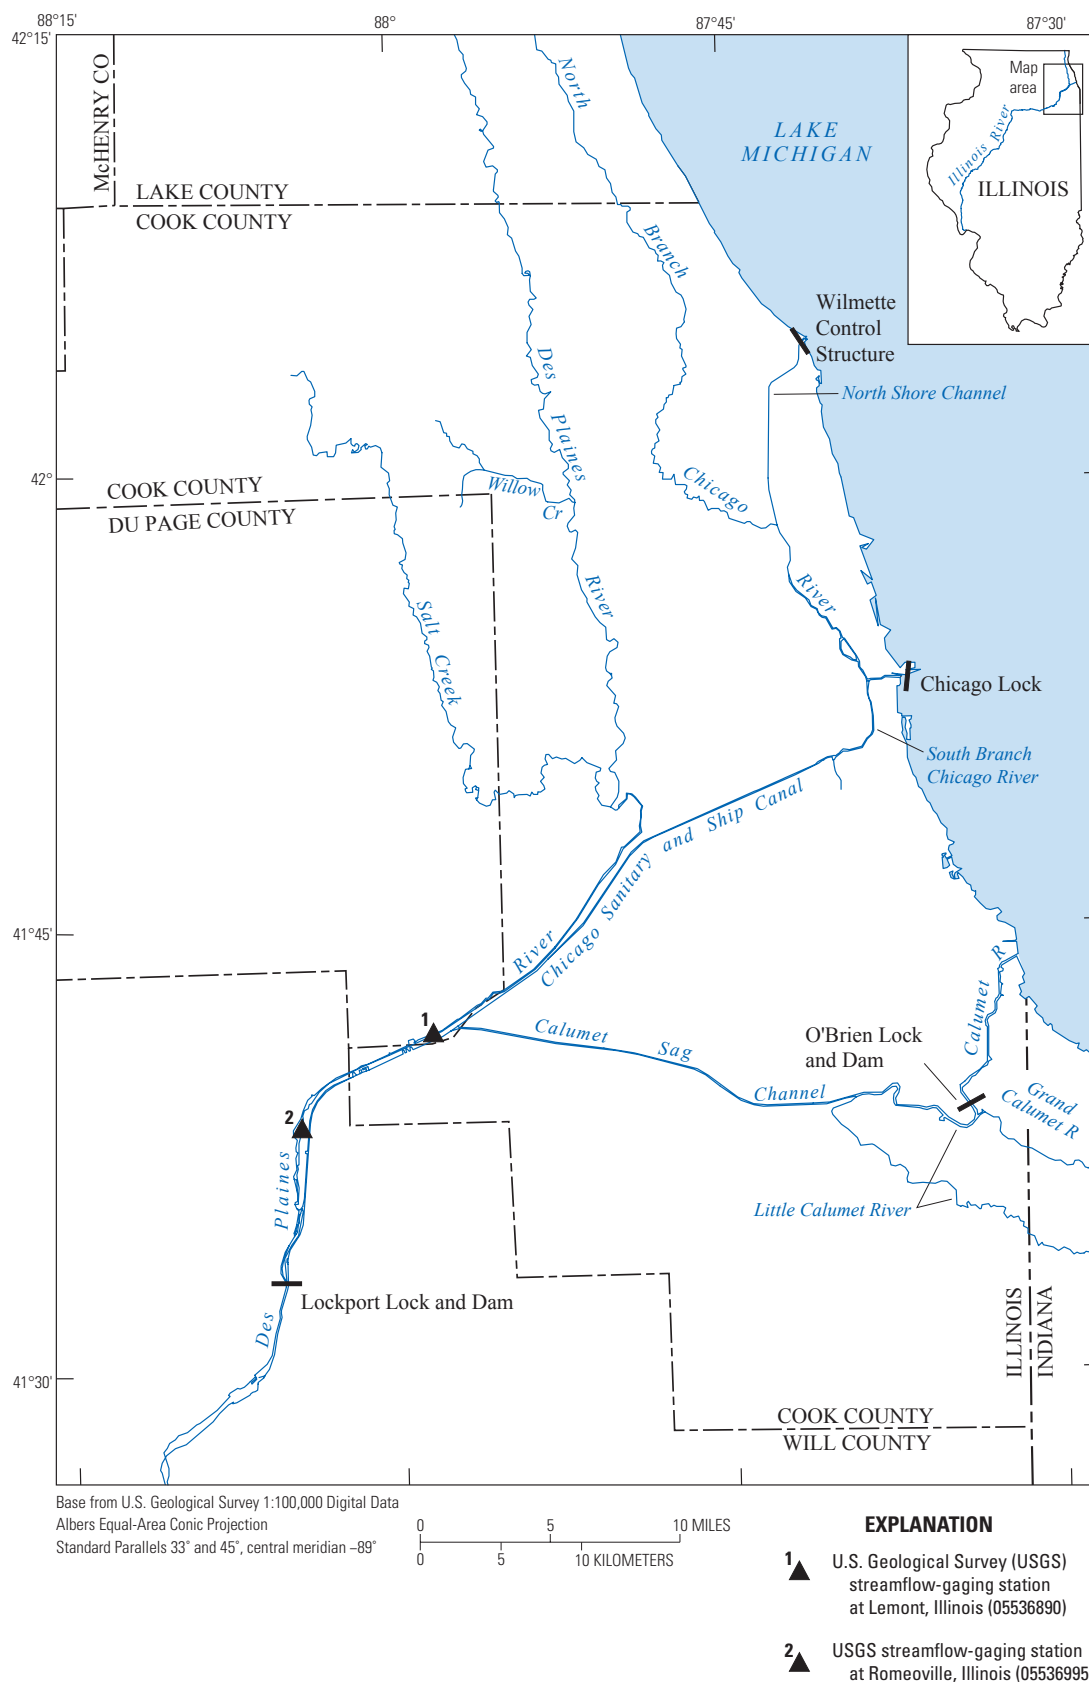 88°15'
88°
87°45'
87°30'
42°15'
McHENRY CO
North
LAKE
MICHIGAN
Map
area
Illinois River
ILLINOIS
LAKE COUNTY
COOK COUNTY
Branch
Wilmette
Control
Structure
Des
Plaines
River
North Shore Channel
42°
COOK COUNTY
DU PAGE COUNTY
Willow
Cr
Chicago
River
Salt
Creek
Chicago Lock
South Branch
Chicago River
Chicago Sanitary and Ship Canal
41°45'
River
1
Calumet
Sag
Channel
Calumet
R
O'Brien Lock
and Dam
Grand
Calumet R
2
Plaines
Little Calumet River
Lockport Lock and Dam
Des
ILLINOIS
INDIANA
41°30'
COOK COUNTY
WILL COUNTY
Base from U.S. Geological Survey 1:100,000 Digital Data
Albers Equal-Area Conic Projection
Standard Parallels 33° and 45°, central meridian –89°
0 5 10 MILES
0 5 10 KILOMETERS
EXPLANATION
1 U.S. Geological Survey (USGS)
streamflow-gaging station
at Lemont, Illinois (05536890)
2 USGS streamflow-gaging station
at Romeoville, Illinois (05536995